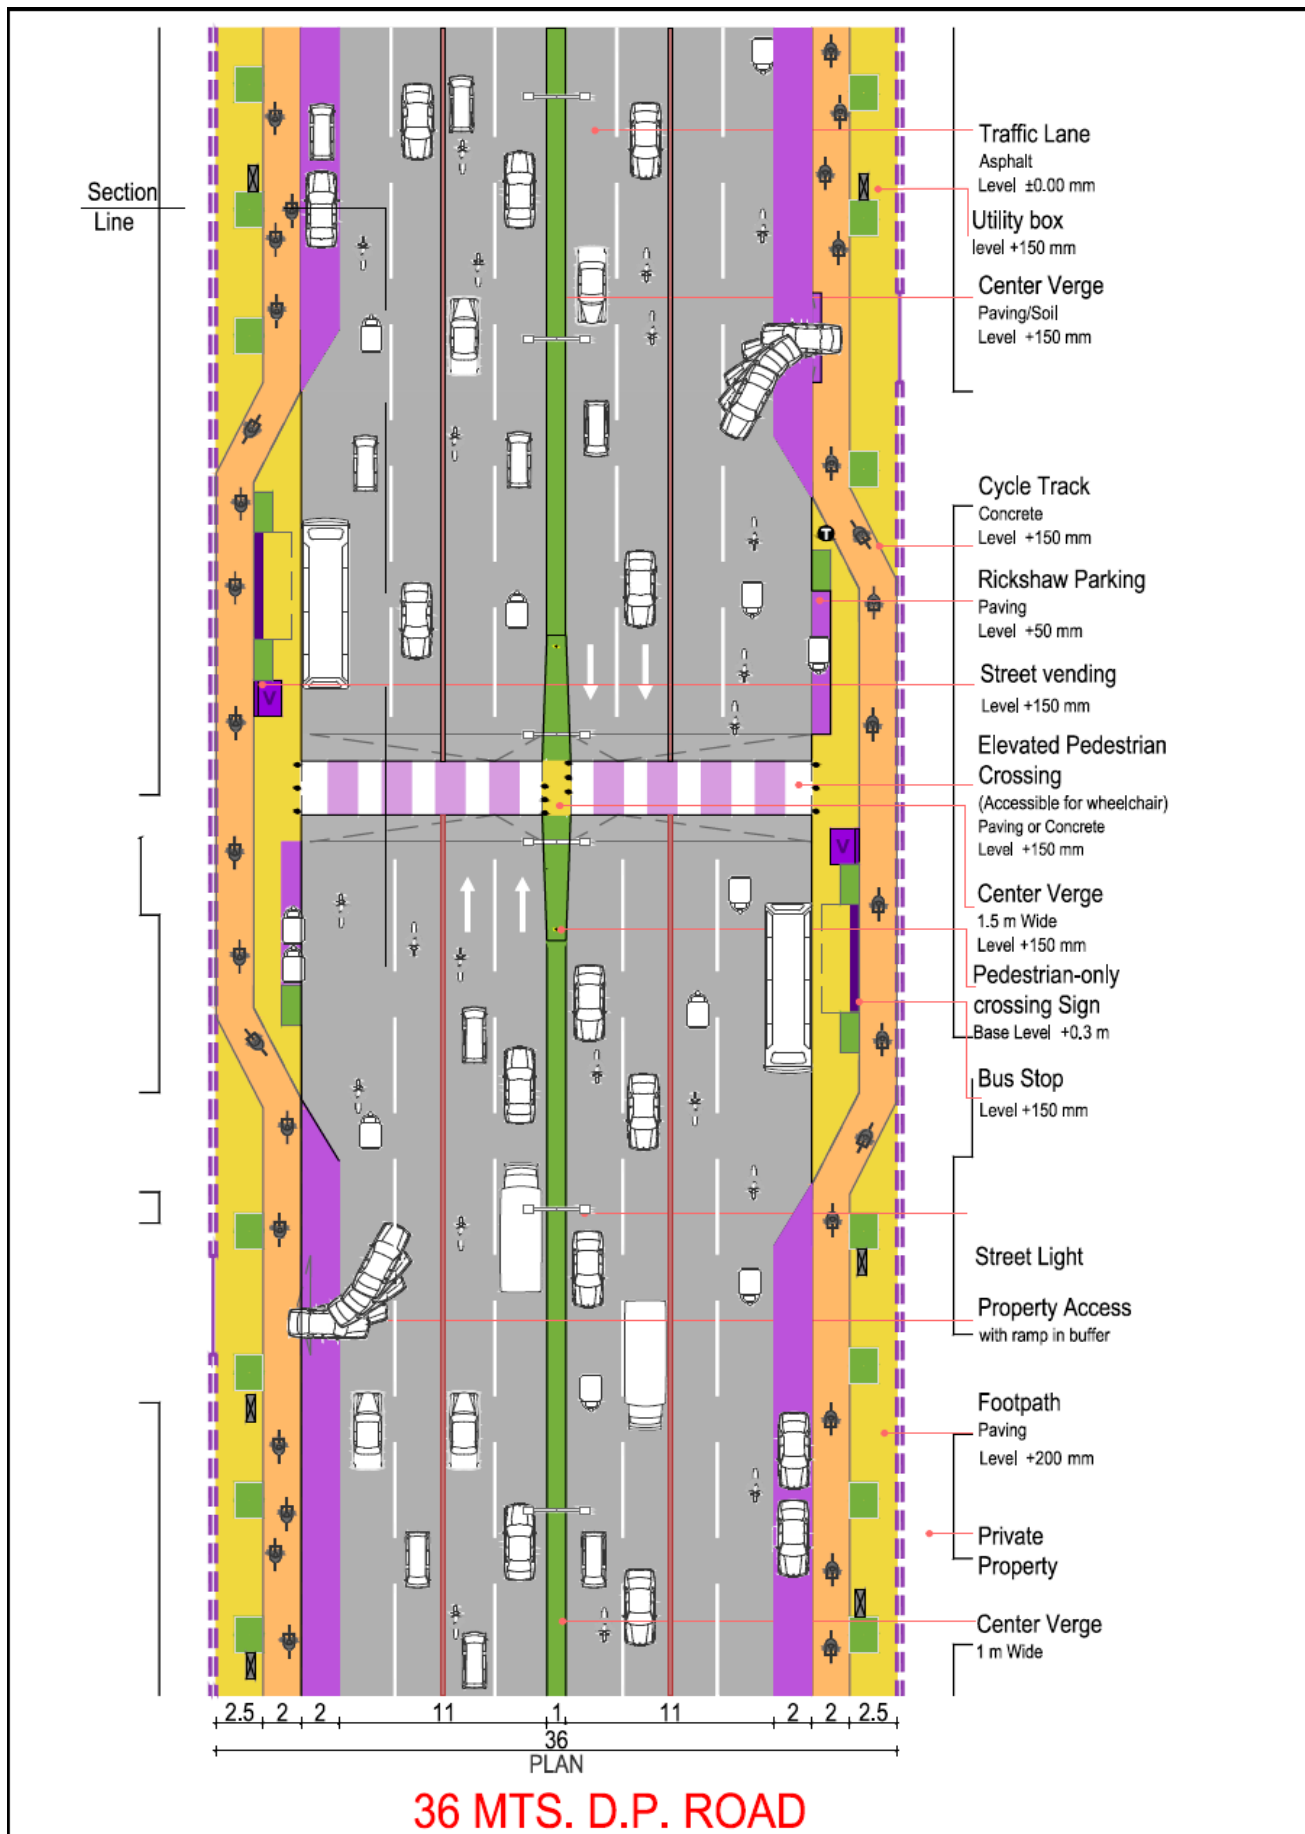 Section
Line
Traffic Lane
Asphalt
Level ±0.00 mm
Utility box
level +150 mm
Center Verge
Paving/Soil
Level +150 mm
Cycle Track
Concrete
Level +150 mm
T
Rickshaw Parking
Paving
Level +50 mm
Street vending
Level +150 mm
V
Elevated Pedestrian
Crossing
(Accessible for wheelchair)
Paving or Concrete
Level +150 mm
V
Center Verge
1.5 m Wide
Level +150 mm
Pedestrian-only
crossing Sign
Base Level +0.3 m
Bus Stop
Level +150 mm
Street Light
Property Access
with ramp in buffer
Footpath
Paving
Level +200 mm
Private
Property
Center Verge
1 m Wide
2.5 2 2 11 1 11 2 2 2.5
36
PLAN
36 MTS. D.P. ROAD